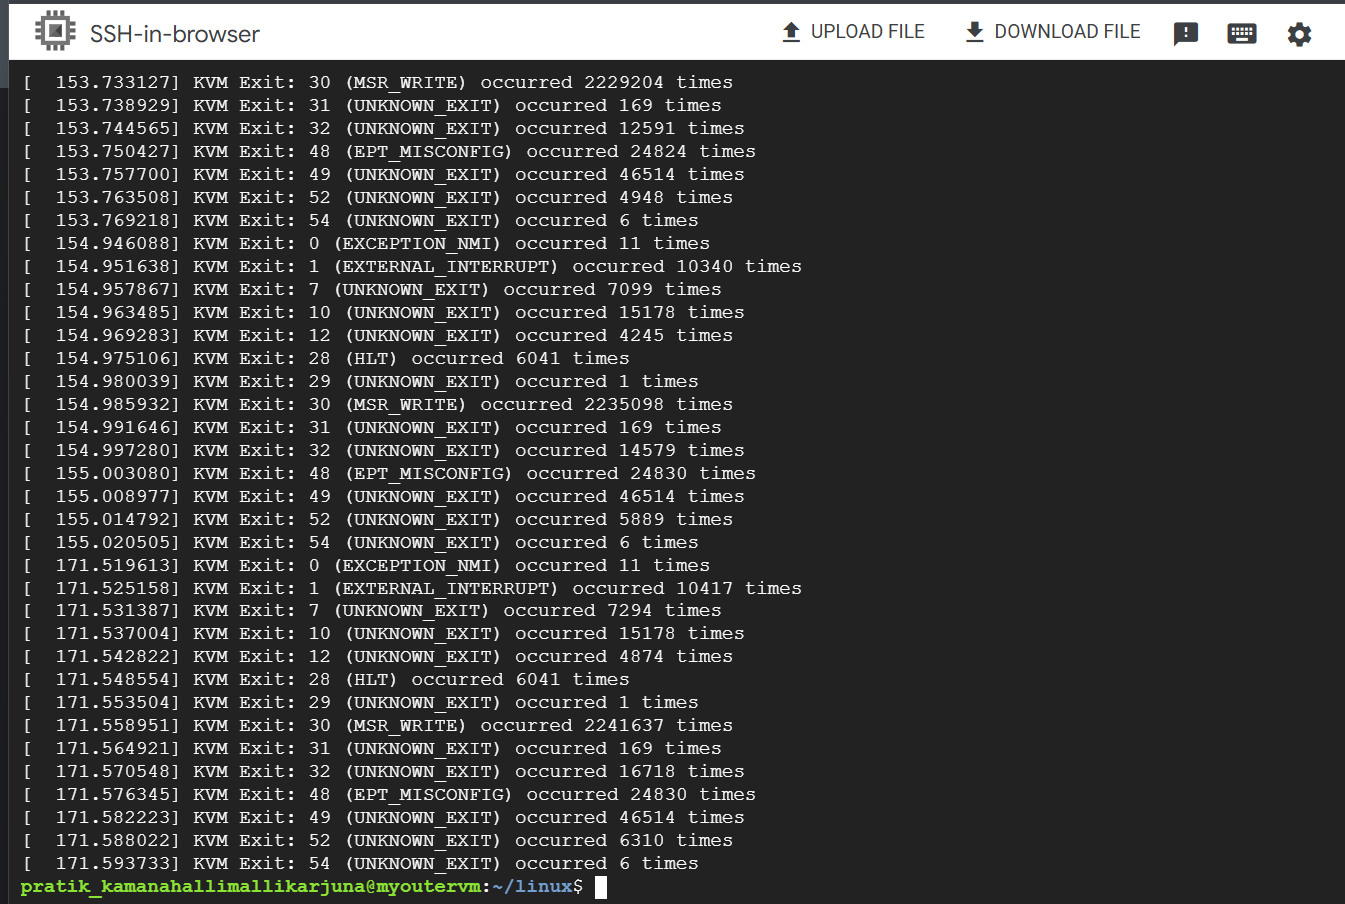 SSH-in-browser
UPLOAD FILE
DOWNLOAD FILE
[  153.733127] KVM Exit: 30 (MSR_WRITE) occurred 2229204 times
[  153.738929] KVM Exit: 31 (UNKNOWN_EXIT) occurred 169 times
[  153.744565] KVM Exit: 32 (UNKNOWN_EXIT) occurred 12591 times
[  153.750427] KVM Exit: 48 (EPT_MISCONFIG) occurred 24824 times
[  153.757700] KVM Exit: 49 (UNKNOWN_EXIT) occurred 46514 times
[  153.763508] KVM Exit: 52 (UNKNOWN_EXIT) occurred 4948 times
[  153.769218] KVM Exit: 54 (UNKNOWN_EXIT) occurred 6 times
[  154.946088] KVM Exit: 0 (EXCEPTION_NMI) occurred 11 times
[  154.951638] KVM Exit: 1 (EXTERNAL_INTERRUPT) occurred 10340 times
[  154.957867] KVM Exit: 7 (UNKNOWN_EXIT) occurred 7099 times
[  154.963485] KVM Exit: 10 (UNKNOWN_EXIT) occurred 15178 times
[  154.969283] KVM Exit: 12 (UNKNOWN_EXIT) occurred 4245 times
[  154.975106] KVM Exit: 28 (HLT) occurred 6041 times
[  154.980039] KVM Exit: 29 (UNKNOWN_EXIT) occurred 1 times
[  154.985932] KVM Exit: 30 (MSR_WRITE) occurred 2235098 times
[  154.991646] KVM Exit: 31 (UNKNOWN_EXIT) occurred 169 times
[  154.997280] KVM Exit: 32 (UNKNOWN_EXIT) occurred 14579 times
[  155.003080] KVM Exit: 48 (EPT_MISCONFIG) occurred 24830 times
[  155.008977] KVM Exit: 49 (UNKNOWN_EXIT) occurred 46514 times
[  155.014792] KVM Exit: 52 (UNKNOWN_EXIT) occurred 5889 times
[  155.020505] KVM Exit: 54 (UNKNOWN_EXIT) occurred 6 times
[  171.519613] KVM Exit: 0 (EXCEPTION_NMI) occurred 11 times
[  171.525158] KVM Exit: 1 (EXTERNAL_INTERRUPT) occurred 10417 times
[  171.531387] KVM Exit: 7 (UNKNOWN_EXIT) occurred 7294 times
[  171.537004] KVM Exit: 10 (UNKNOWN_EXIT) occurred 15178 times
[  171.542822] KVM Exit: 12 (UNKNOWN_EXIT) occurred 4874 times
[  171.548554] KVM Exit: 28 (HLT) occurred 6041 times
[  171.553504] KVM Exit: 29 (UNKNOWN_EXIT) occurred 1 times
[  171.558951] KVM Exit: 30 (MSR_WRITE) occurred 2241637 times
[  171.564921] KVM Exit: 31 (UNKNOWN_EXIT) occurred 169 times
[  171.570548] KVM Exit: 32 (UNKNOWN_EXIT) occurred 16718 times
[  171.576345] KVM Exit: 48 (EPT_MISCONFIG) occurred 24830 times
[  171.582223] KVM Exit: 49 (UNKNOWN_EXIT) occurred 46514 times
[  171.588022] KVM Exit: 52 (UNKNOWN_EXIT) occurred 6310 times
[  171.593733] KVM Exit: 54 (UNKNOWN_EXIT) occurred 6 times
pratik_kamanahallimallikarjuna@myoutervm:~/linux$